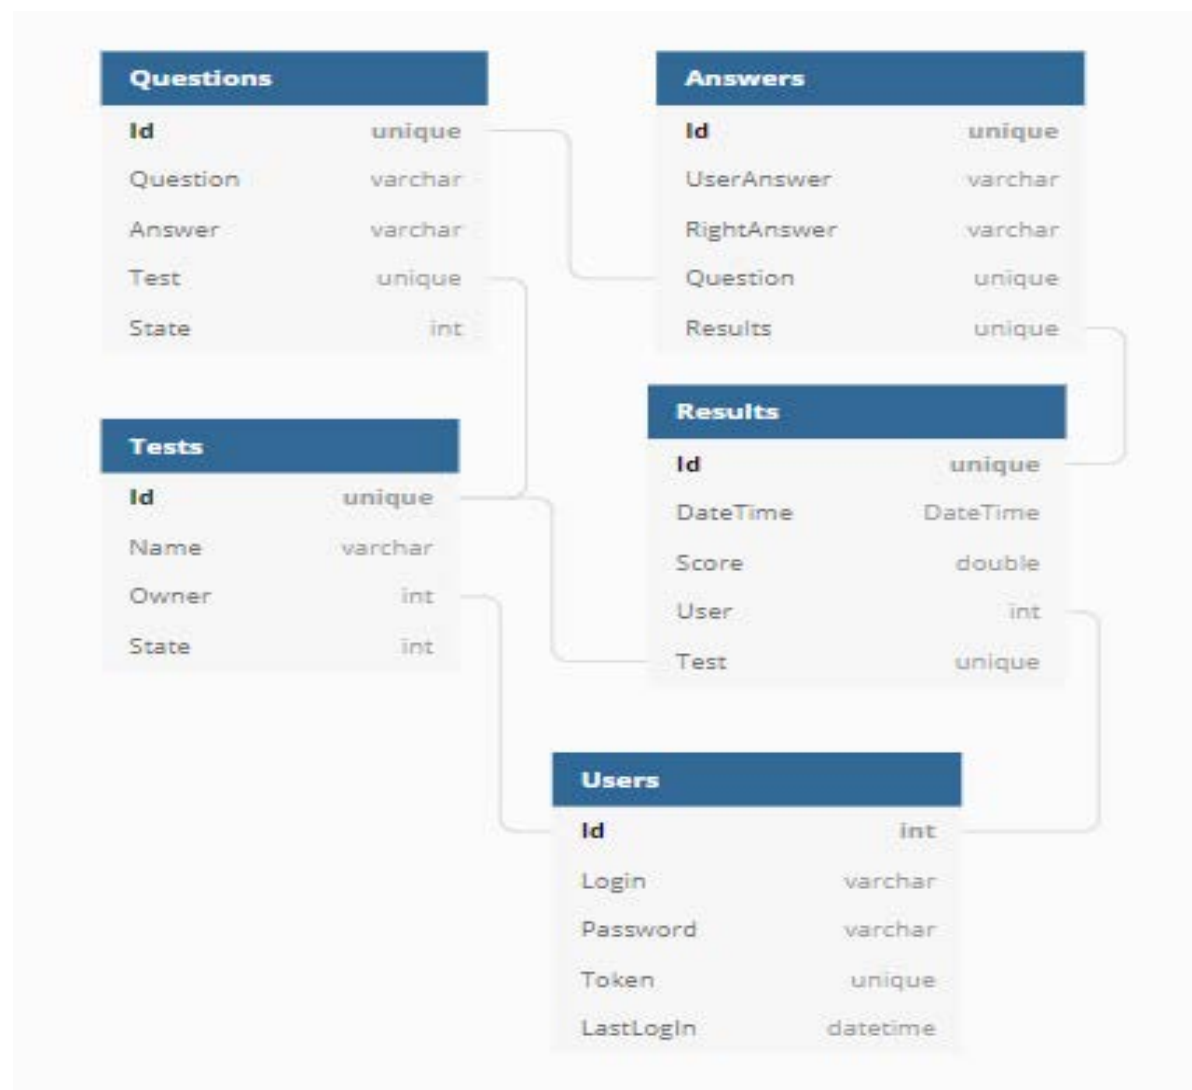 Questions
Id unique
Question varchar
Answer varchar
Test unique
State int
Answers
Id unique
UserAnswer varchar
RightAnswer varchar
Question unique
Results unique
Tests
Id unique
Name varchar
Owner int
State int
Results
Id unique
DateTime DateTime
Score double
User int
Test unique
Users
Id int
Login varchar
Password varchar
Token unique
LastLogIn datetime